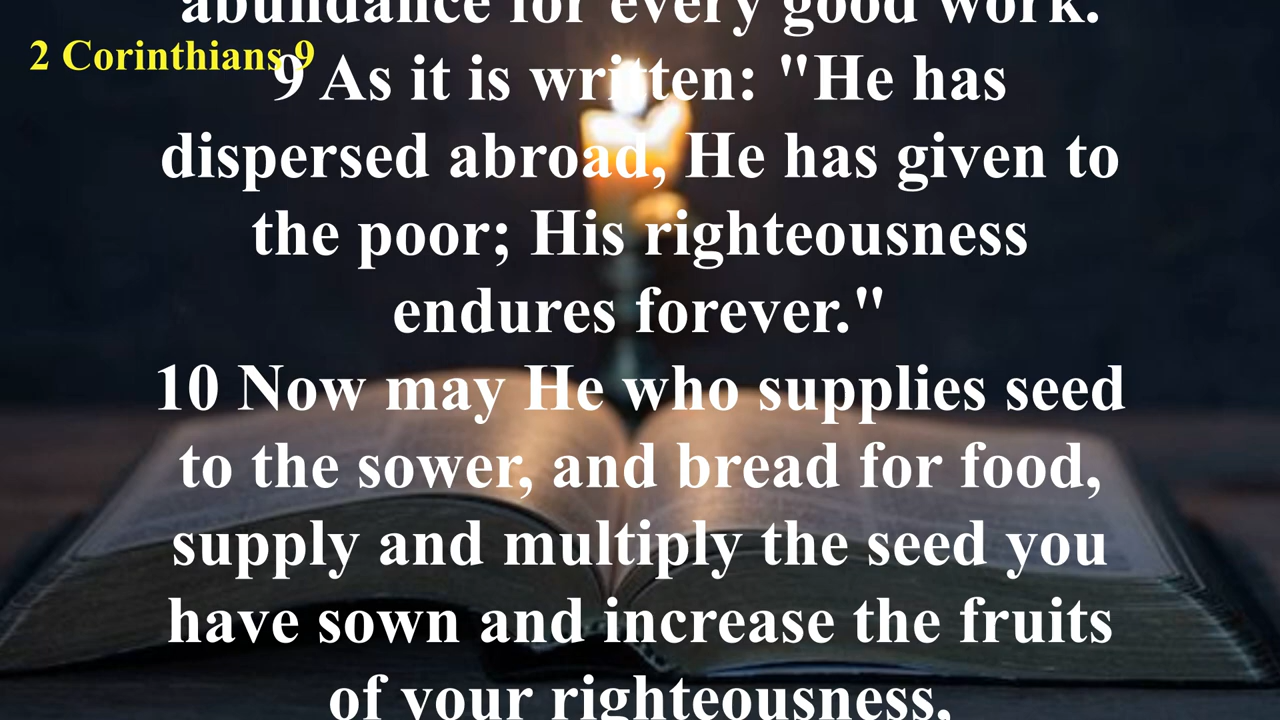 abundance for every good work.
2 Corinthians 9
9 As it is written: "He has
dispersed abroad, He has given to
the poor; His righteousness
endures forever."
10 Now may He who supplies seed
to the sower, and bread for food,
supply and multiply the seed you
have sown and increase the fruits
of your righteousness,